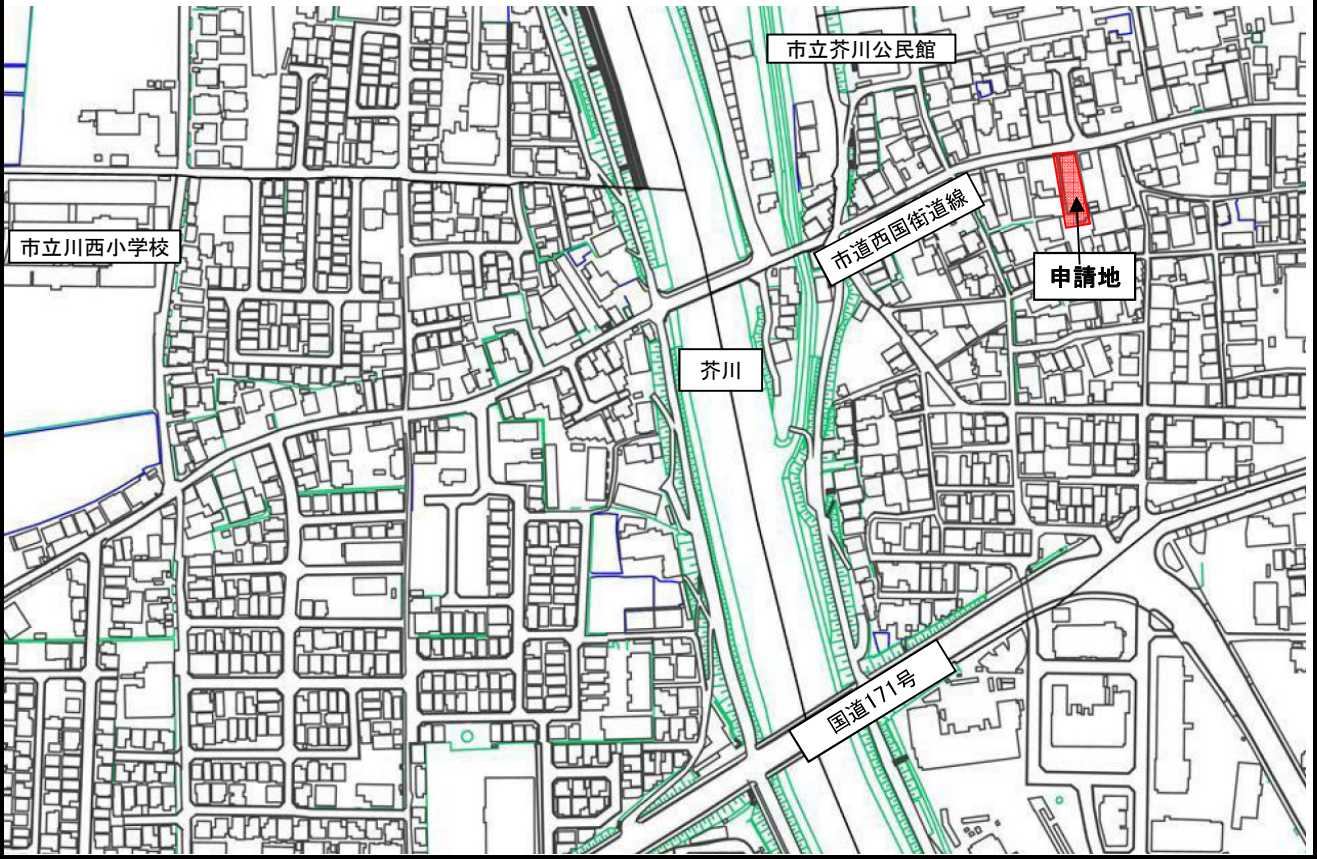 市立芥川公民館
市道西国街道線
市立川西小学校
申請地
芥川
国道171号